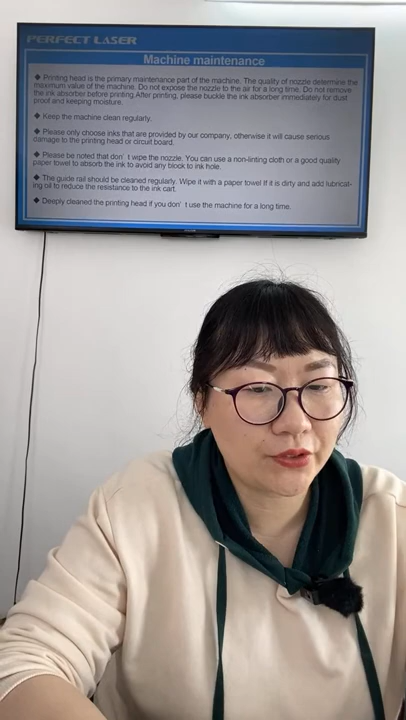 PERFECT LASER
Machine maintenance
◆ Printing head is the primary maintenance part of the machine. The quality of nozzle determine the
maximum value of the machine. Do not expose the nozzle to the air for a long time. Do not remove
the ink absorber before printing.After printing, please buckle the ink absorber immediately for dust
proof and keeping moisture.
◆ Keep the machine clean regularly.
◆ Please only choose inks that are provided by our company, otherwise it will cause serious
damage to the printing head or circuit board.
◆ Please be noted that don' t wipe the nozzle. You can use a non-linting cloth or a good quality
paper towel to absorb the ink to avoid any block to ink hole.
◆ The guide rail should be cleaned regularly. Wipe it with a paper towel If it is dirty and add lubricat-
ing oil to reduce the resistance to the ink cart.
◆ Deeply cleaned the printing head if you don' t use the machine for a long time.